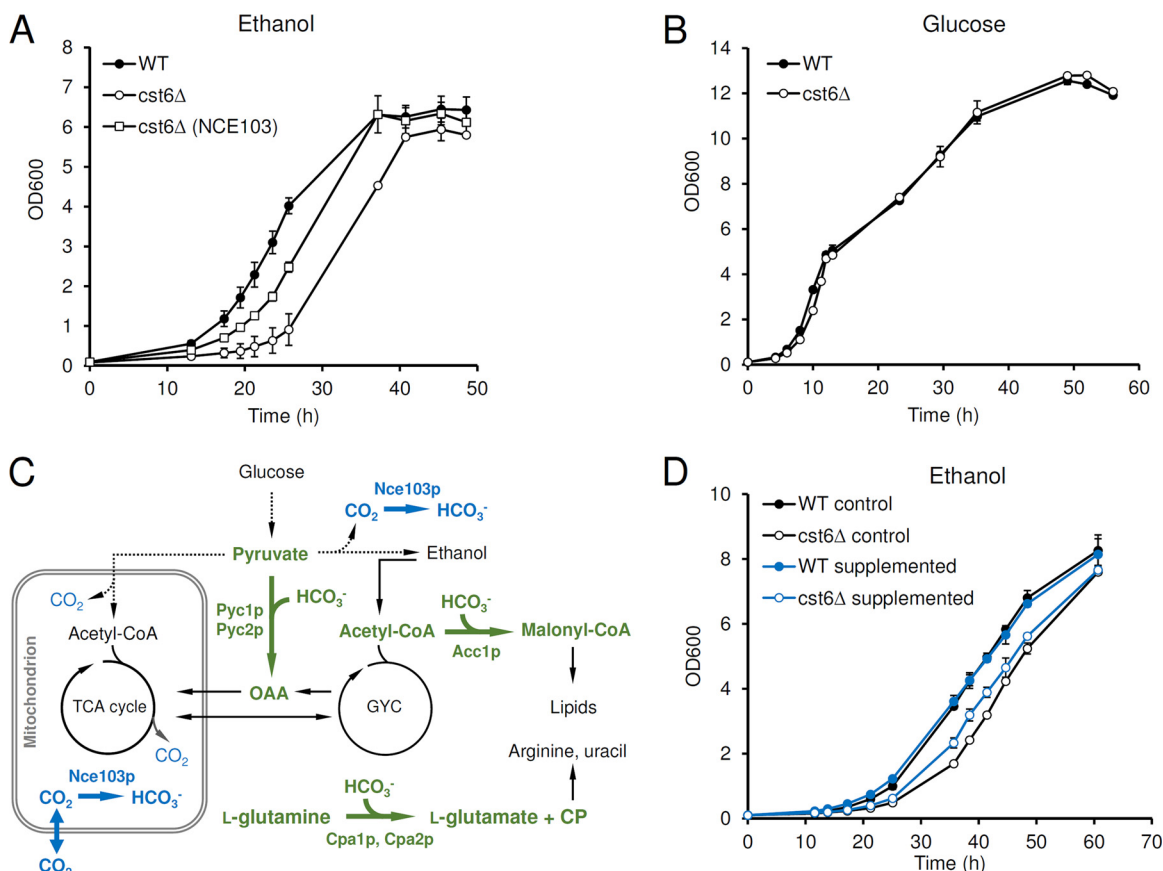 A
Ethanol
8
7
6
5
4
3
2
1
0
OD600
WT
cst6Δ
cst6Δ (NCE103)
0
10
20
30
40
50
Time (h)
B
Glucose
14
12
10
8
6
4
2
0
OD600
WT
cst6Δ
0
10
20
30
40
50
60
Time (h)
C
Glucose
Nce103p
CO₂
HCO₃⁻
Pyruvate
Ethanol
CO₂
Pyc1p
Pyc2p
HCO₃⁻
HCO₃⁻
Acetyl-CoA
Acetyl-CoA
Malonyl-CoA
Acc1p
Mitochondrion
TCA cycle
OAA
GYC
Lipids
CO₂
Arginine, uracil
Nce103p
CO₂
HCO₃⁻
HCO₃⁻
L-glutamine
L-glutamate + CP
Cpa1p, Cpa2p
CO₂
D
Ethanol
10
8
6
4
2
0
OD600
WT control
cst6Δ control
WT supplemented
cst6Δ supplemented
0
10
20
30
40
50
60
70
Time (h)